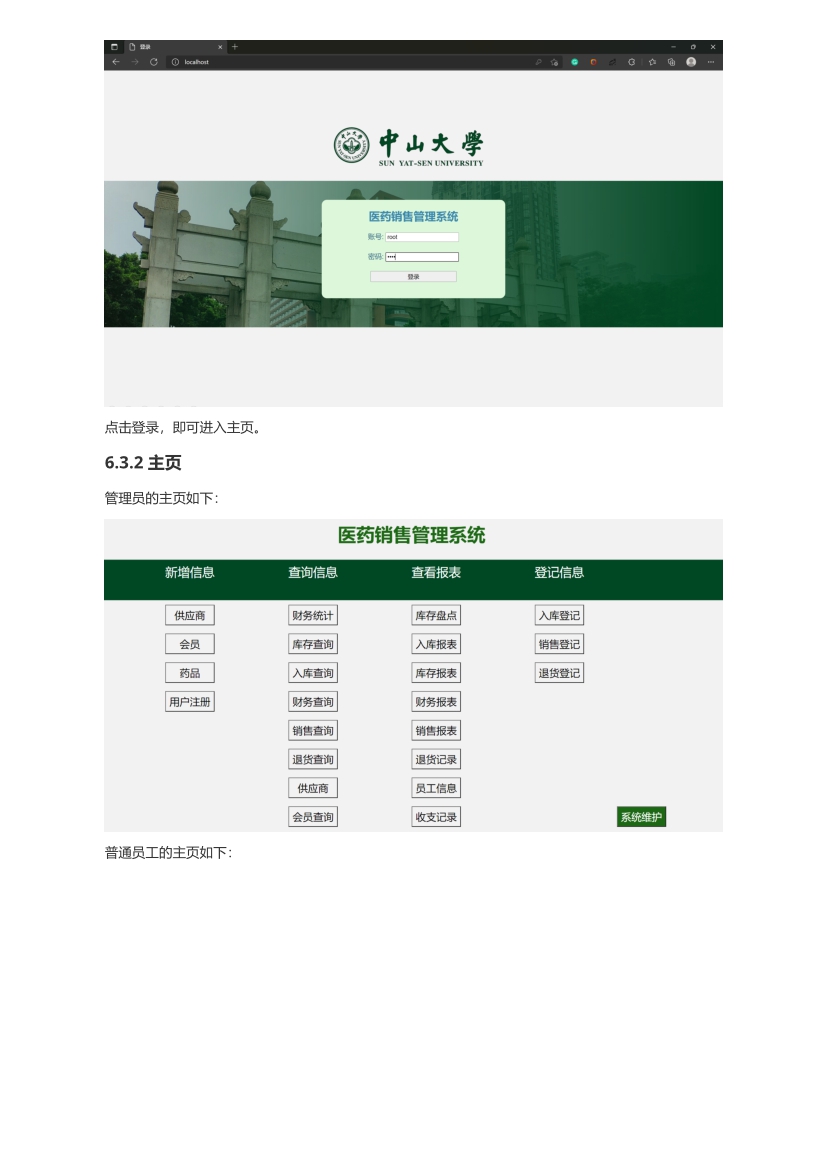 登录
localhost
中山大學
SUN YAT-SEN UNIVERSITY
医药销售管理系统
账号: root
密码: ••••
登录
点击登录，即可进入主页。
6.3.2 主页
管理员的主页如下：
医药销售管理系统
新增信息 查询信息 查看报表 登记信息
供应商 财务统计 库存盘点 入库登记
会员 库存查询 入库报表 销售登记
药品 入库查询 库存报表 退货登记
用户注册 财务查询 财务报表
销售查询 销售报表
退货查询 退货记录
供应商 员工信息
会员查询 收支记录 系统维护
普通员工的主页如下：